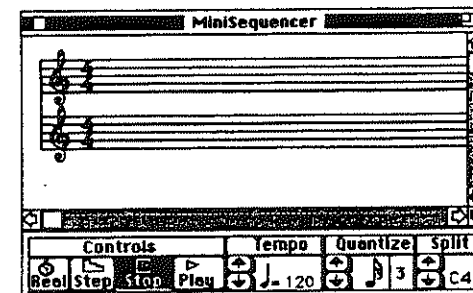 MiniSequencer
Controls Tempo Quantize Split
Real Step Stop Play = 120 3 C4